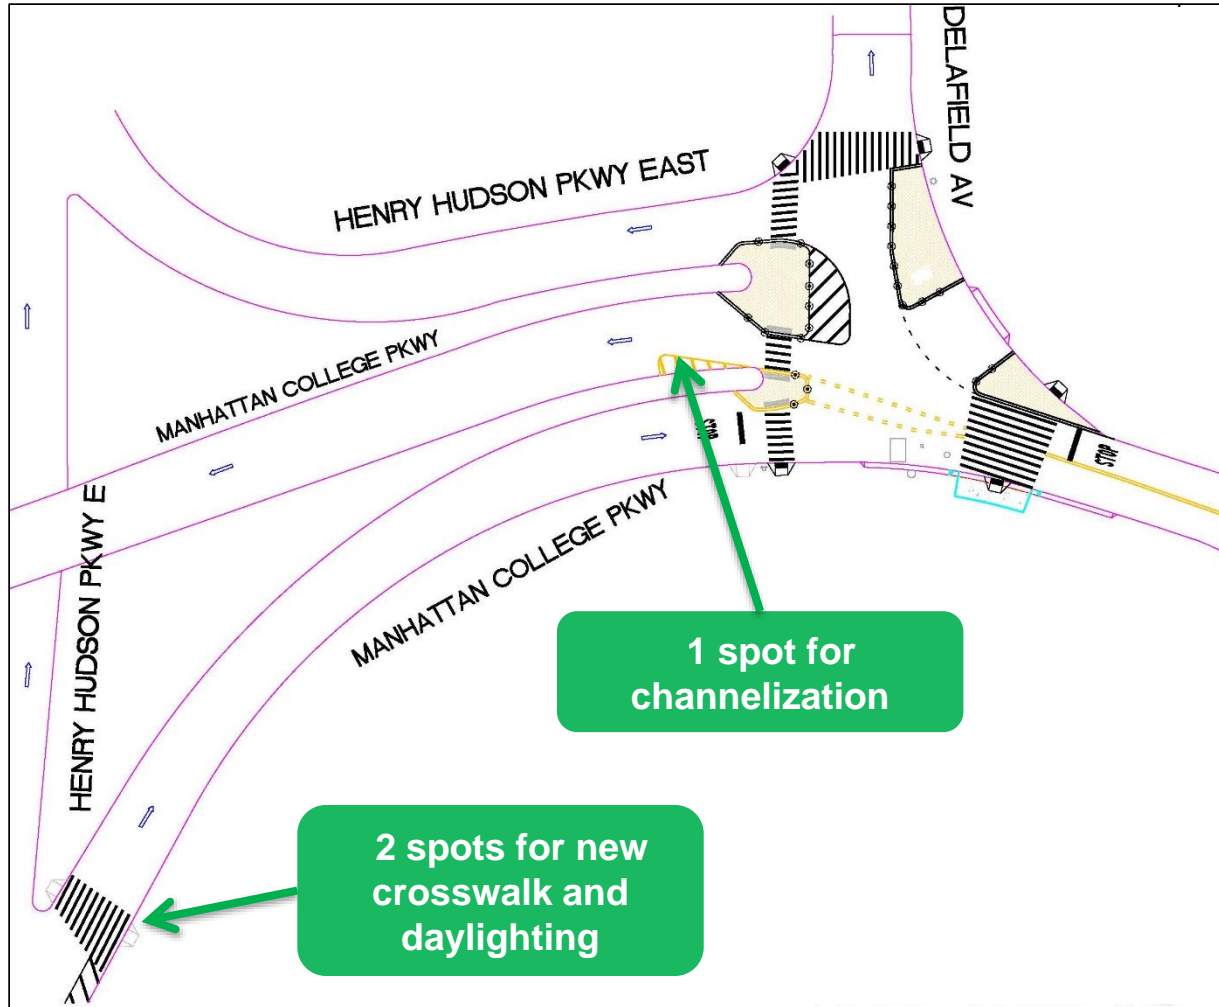 DELAFIELD AV
HENRY HUDSON PKWY EAST
MANHATTAN COLLEGE PKWY
STOP
STOP
HENRY HUDSON PKWY E
MANHATTAN COLLEGE PKWY
1 spot for
channelization
2 spots for new
crosswalk and
daylighting